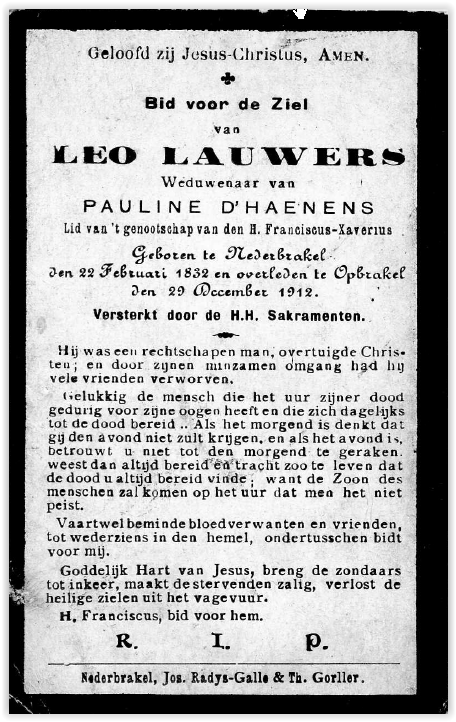 Geloofd zij Jesus-Christus, AMEN.
Bid voor de Ziel
van
LEO LAUWERS
Weduwenaar van
PAULINE D'HAENENS
Lid van 't genootschap van den H. Franciscus-Xaverius
Geboren te Nederbrakel
den 22 Februari 1832 en overleden te Opbrakel
den 29 December 1912.
Versterkt door de H.H. Sakramenten.
Hij was een rechtschapen man, overtuigde Chris-
ten; en door zijnen minzamen omgang had hij
vele vrienden verworven.
Gelukkig de mensch die het uur zijner dood
gedurig voor zijne oogen heeft en die zich dagelijks
tot de dood bereid .. Als het morgend is denkt dat
gij den avond niet zult krijgen, en als het avond is,
betrouwt u niet tot den morgend te geraken.
weest dan altijd bereid en tracht zoo te leven dat
de dood u altijd bereid vinde; want de Zoon des
menschen zal komen op het uur dat men het niet
peist.
Vaartwel beminde bloedverwanten en vrienden,
tot wederziens in den hemel, ondertusschen bidt
voor mij.
Goddelijk Hart van Jesus, breng de zondaars
tot inkeer, maakt de stervenden zalig, verlost de
heilige zielen uit het vagevuur.
H. Franciscus, bid voor hem.
R. I. P.
Nederbrakel, Jos. Radys-Galle & Th. Gorller.